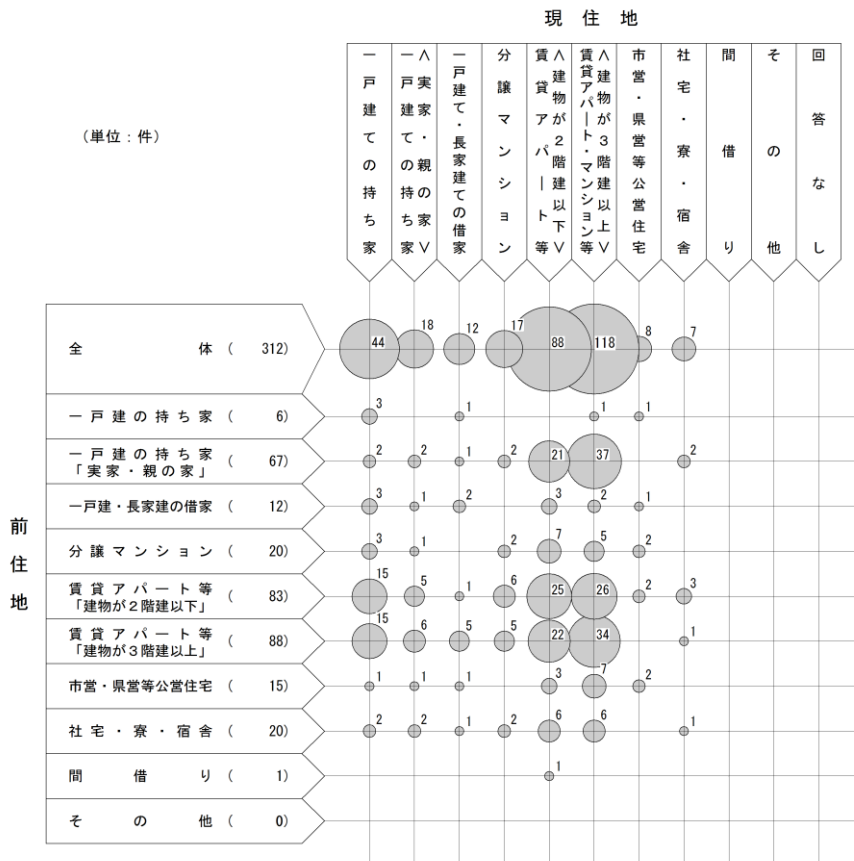 現住地
一戸建ての持ち家
一戸建ての持ち家
＜実家・親の家＞
一戸建て・長家建ての借家
分譲マンション
賃貸アパート等
＜建物が２階建以下＞
賃貸アパート・マンション等
＜建物が３階建以上＞
市営・県営等公営住宅
社宅・寮・宿舎
間借り
その他
回答なし
（単位：件）
前住地
全体（ 312）
44 18 12 17 88 118 8 7
一戸建の持ち家（ 6）
3 1 1 1
一戸建の持ち家
「実家・親の家」（ 67）
2 2 1 2 21 37 2
一戸建・長家建の借家（ 12）
3 1 2 3 2 1
分譲マンション（ 20）
3 1 2 7 5 2
賃貸アパート等
「建物が２階建以下」（ 83）
15 5 1 6 25 26 2 3
賃貸アパート等
「建物が３階建以上」（ 88）
15 6 5 5 22 34 1
市営・県営等公営住宅（ 15）
1 1 1 3 7 2
社宅・寮・宿舎（ 20）
2 2 1 2 6 6 1
間借り（ 1）
1
その他（ 0）